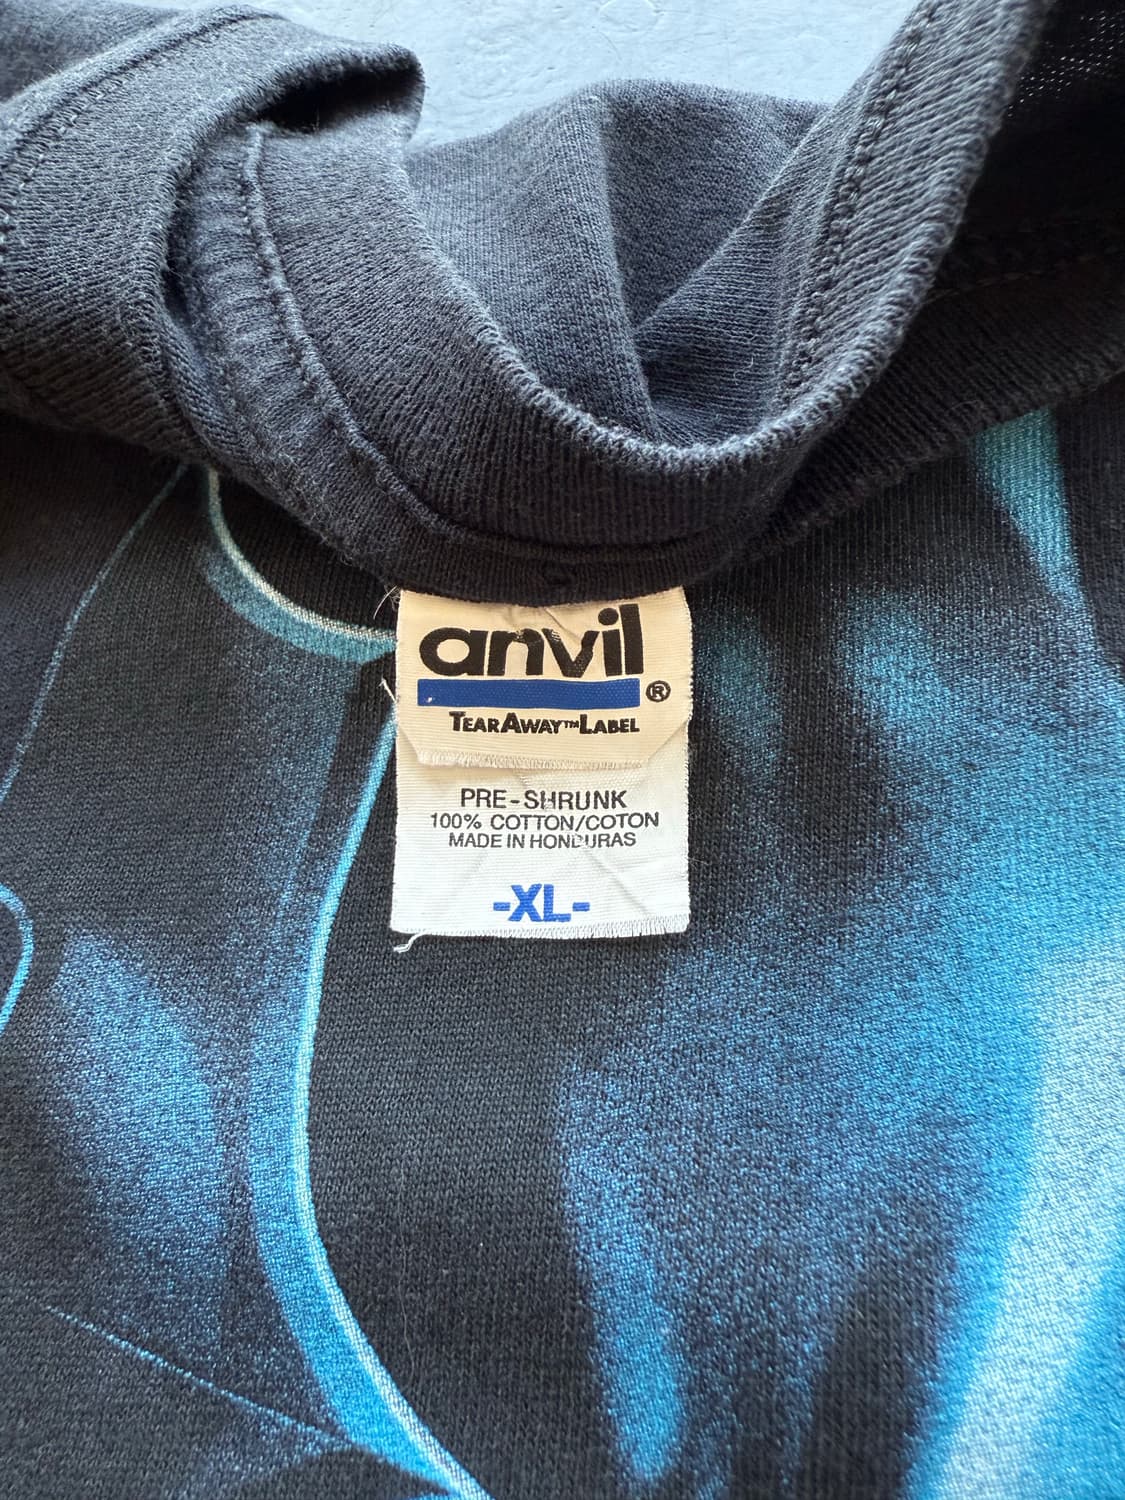 anvil®
TEARAWAY™LABEL
PRE-SHRUNK
100% COTTON/COTON
MADE IN HONDURAS
-XL-